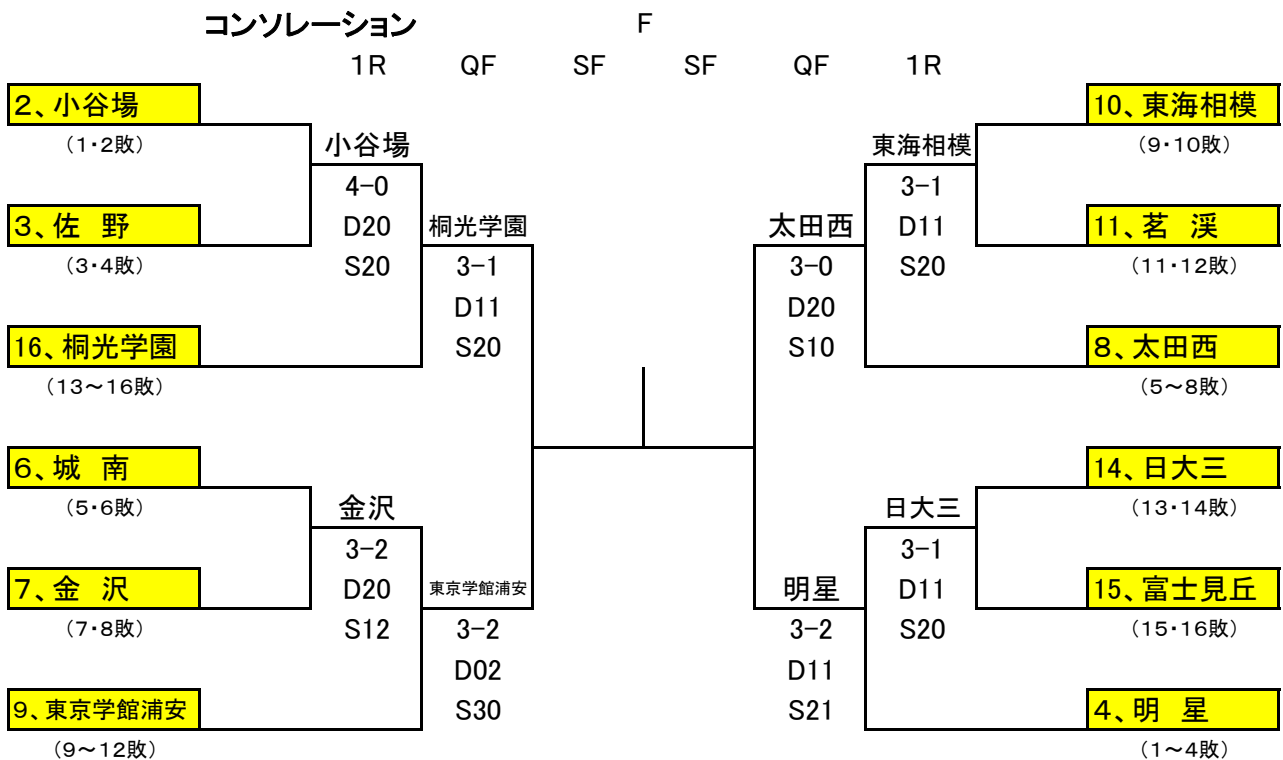 コンソレーション F
1R QF SF SF QF 1R
2、小谷場 10、東海相模
(1・2敗) 小谷場 東海相模 (9・10敗)
4-0 3-1
3、佐 野 D20 桐光学園 太田西 D11 11、茗 渓
(3・4敗) S20 3-1 3-0 S20 (11・12敗)
D11 D20
16、桐光学園 S20 S10 8、太田西
(13～16敗) (5～8敗)
6、城 南 14、日大三
(5・6敗) 金沢 日大三 (13・14敗)
3-2 3-1
7、金 沢 D20 東京学館浦安 明星 D11 15、富士見丘
(7・8敗) S12 3-2 3-2 S20 (15・16敗)
D02 D11
9、東京学館浦安 S30 S21 4、明 星
(9～12敗) (1～4敗)